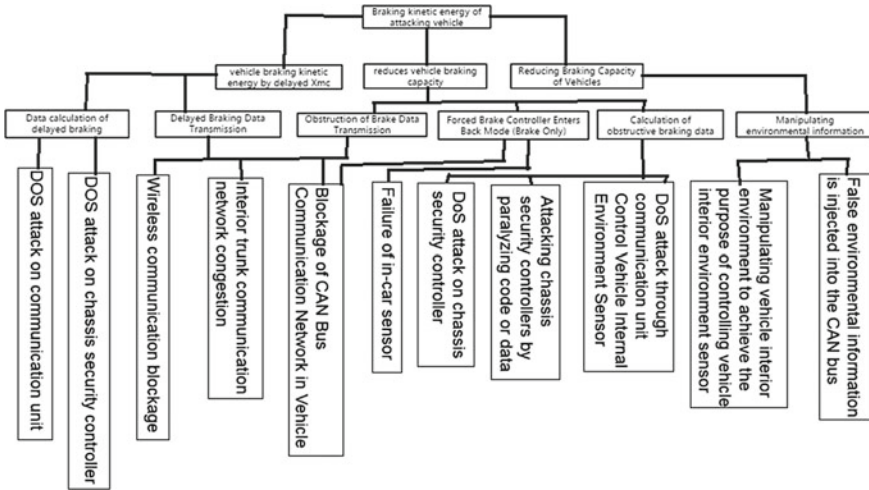 Braking kinetic energy of
attacking vehicle
vehicle braking kinetic
energy by delayed Xmc
reduces vehicle braking
capacity
Reducing Braking Capacity
of Vehicles
Data calculation of
delayed braking
Delayed Braking Data
Transmission
Obstruction of Brake Data
Transmission
Forced Brake Controller Enters
Back Mode (Brake Only)
Calculation of
obstructive braking data
Manipulating
environmental information
DOS attack on communication unit
DOS attack on chassis security controller
Wireless communication blockage
Interior trunk communication
network congestion
Blockage of CAN Bus
Communication Network in Vehicle
Failure of in-car sensor
DoS attack on chassis
security controller
Attacking chassis
security controllers by
paralyzing code or data
DoS attack through
communication unit
Control Vehicle Internal
Environment Sensor
Manipulating vehicle interior
environment to achieve the
purpose of controlling vehicle
interior environment sensor
False environmental information
is injected into the CAN bus